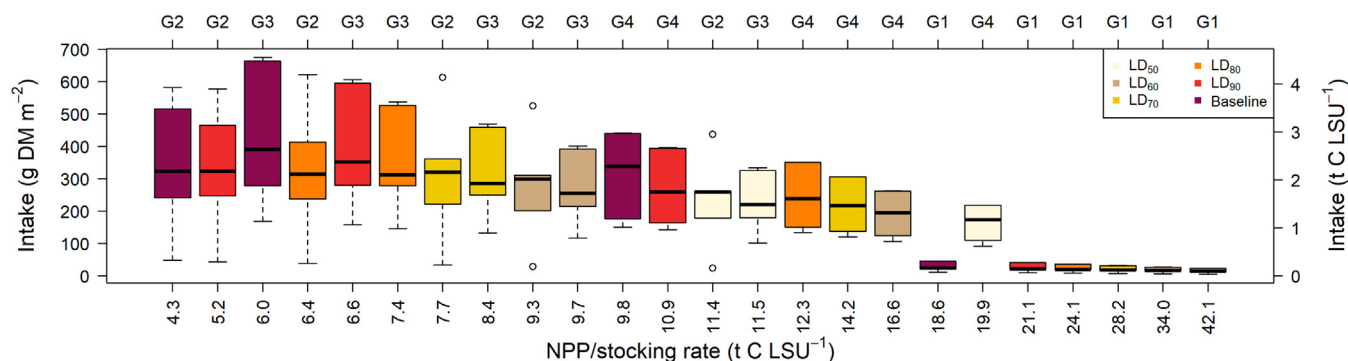 G2 G2 G3 G2 G3 G3 G2 G3 G2 G3 G4 G4 G2 G3 G4 G4 G4 G1 G4 G1 G1 G1 G1 G1
Intake (g DM m⁻²)
700
600
500
400
300
200
100
0
LD₅₀ LD₈₀
LD₆₀ LD₉₀
LD₇₀ Baseline
4
3
2
1
0
Intake (t C LSU⁻¹)
4.3 5.2 6.0 6.4 6.6 7.4 7.7 8.4 9.3 9.7 9.8 10.9 11.4 11.5 12.3 14.2 16.6 18.6 19.9 21.1 24.1 28.2 34.0 42.1
NPP/stocking rate (t C LSU⁻¹)